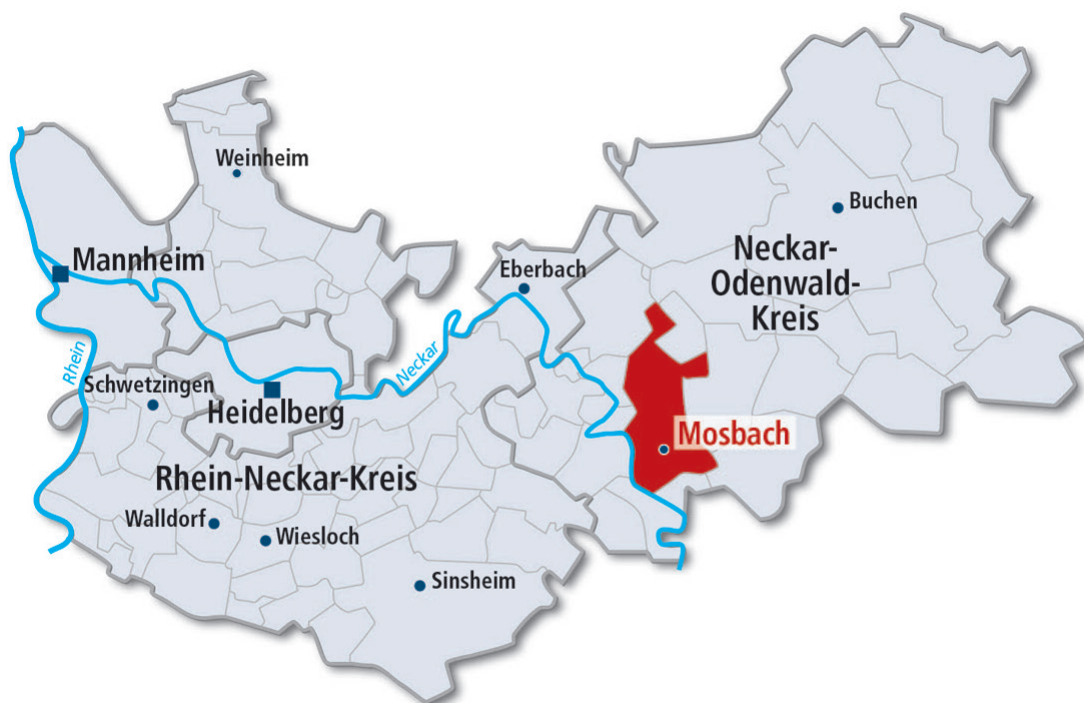 Weinheim
Buchen
Mannheim
Eberbach
Neckar-
Odenwald-
Kreis
Rhein
Neckar
Schwetzingen
Heidelberg
Mosbach
Rhein-Neckar-Kreis
Walldorf
Wiesloch
Sinsheim